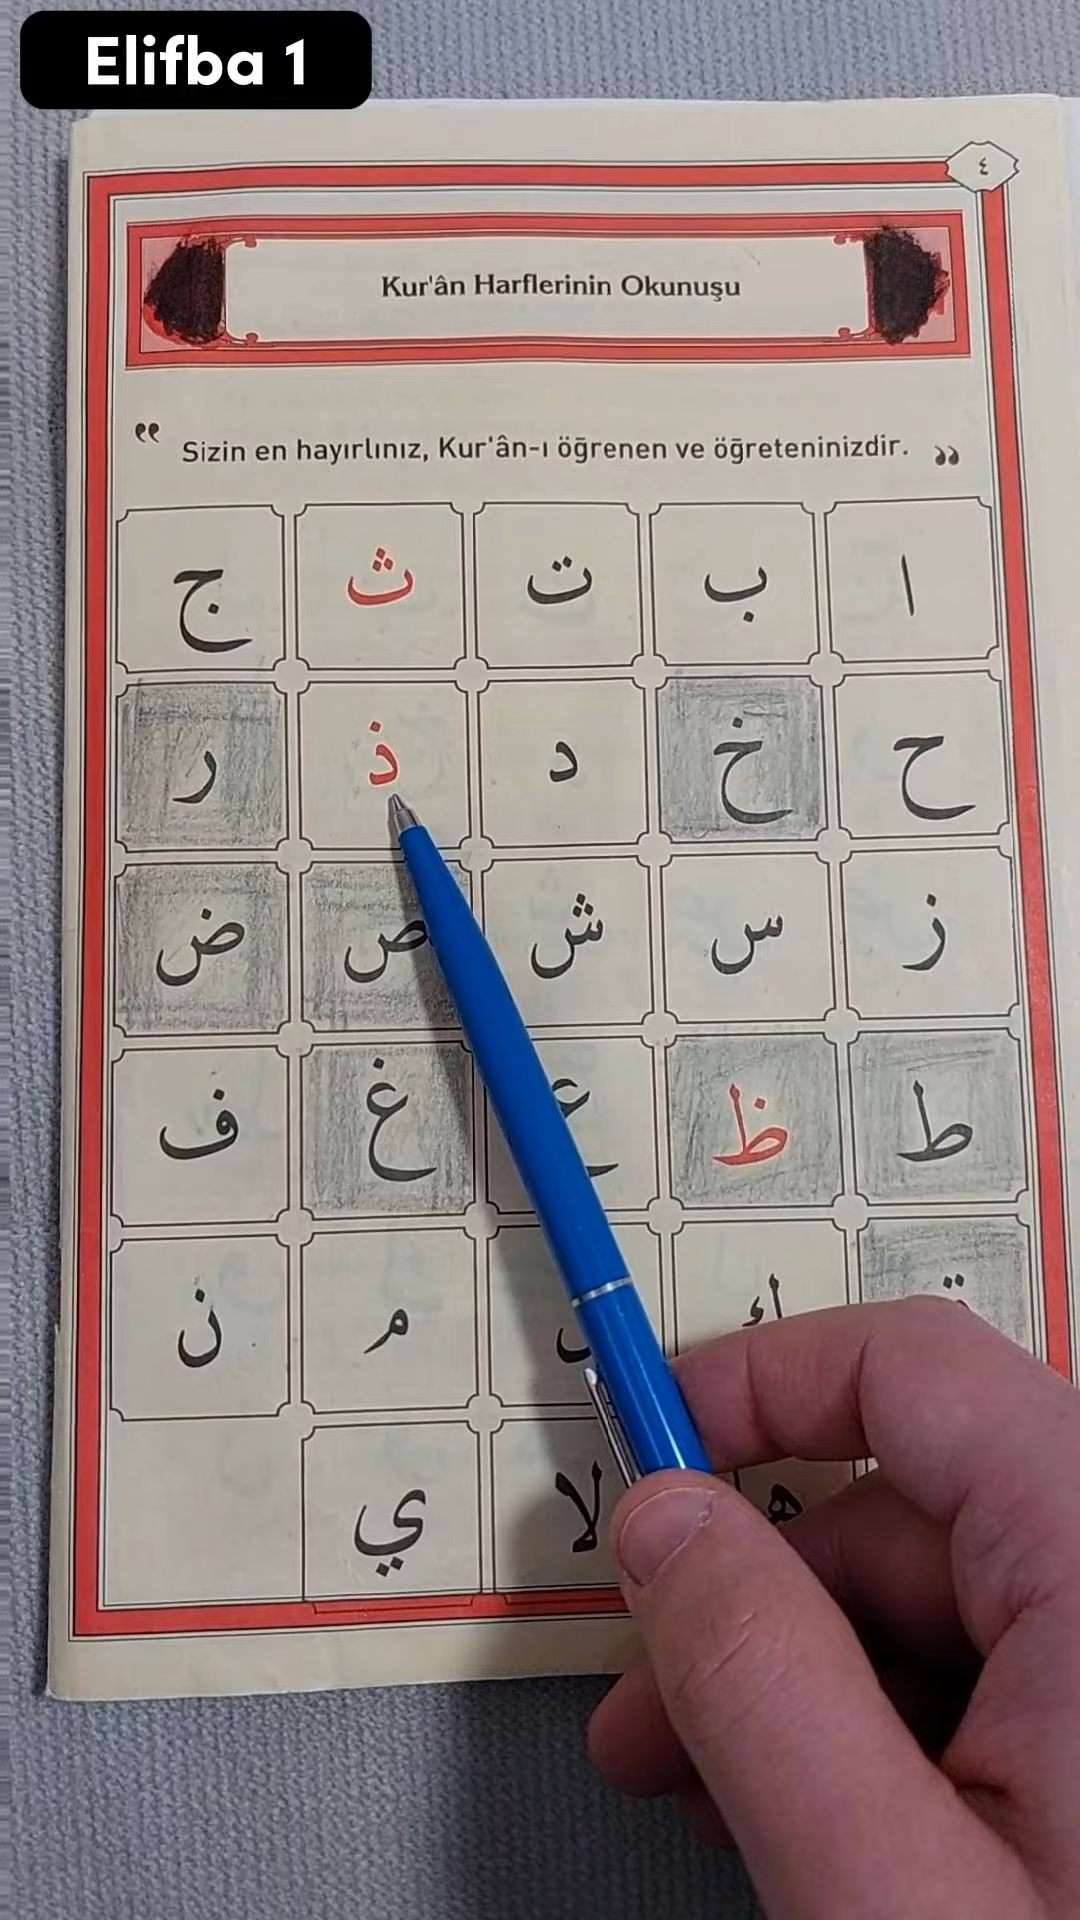 Elifba 1
٤
Kur'ân Harflerinin Okunuşu
“ Sizin en hayırlınız, Kur'ân-ı öğrenen ve öğreteninizdir. ”
ا ب ت ث ج
ح خ د ذ ر
ز س ش ص ض
ط ظ ع غ ف
ق ك ل م ن
ه لا ي